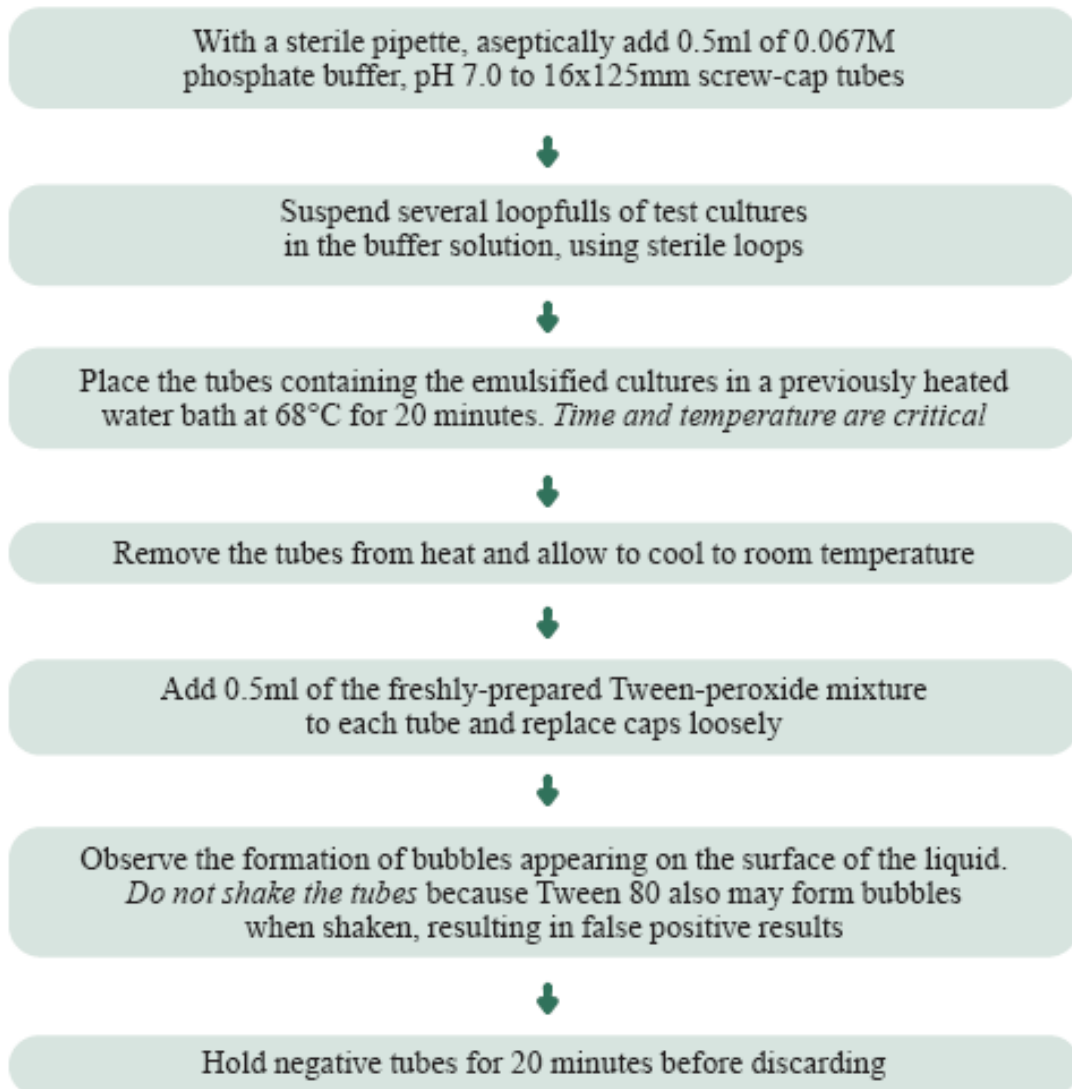 With a sterile pipette, aseptically add 0.5ml of 0.067M
phosphate buffer, pH 7.0 to 16x125mm screw-cap tubes
Suspend several loopfulls of test cultures
in the buffer solution, using sterile loops
Place the tubes containing the emulsified cultures in a previously heated
water bath at 68°C for 20 minutes. Time and temperature are critical
Remove the tubes from heat and allow to cool to room temperature
Add 0.5ml of the freshly-prepared Tween-peroxide mixture
to each tube and replace caps loosely
Observe the formation of bubbles appearing on the surface of the liquid.
Do not shake the tubes because Tween 80 also may form bubbles
when shaken, resulting in false positive results
Hold negative tubes for 20 minutes before discarding